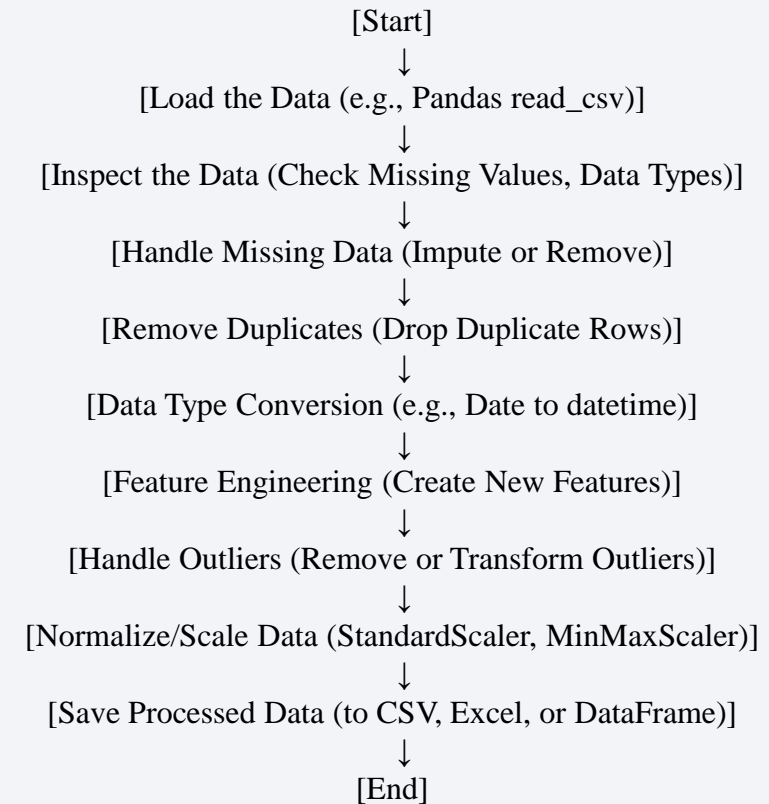 [Start]
↓
[Load the Data (e.g., Pandas read_csv)]
↓
[Inspect the Data (Check Missing Values, Data Types)]
↓
[Handle Missing Data (Impute or Remove)]
↓
[Remove Duplicates (Drop Duplicate Rows)]
↓
[Data Type Conversion (e.g., Date to datetime)]
↓
[Feature Engineering (Create New Features)]
↓
[Handle Outliers (Remove or Transform Outliers)]
↓
[Normalize/Scale Data (StandardScaler, MinMaxScaler)]
↓
[Save Processed Data (to CSV, Excel, or DataFrame)]
↓
[End]